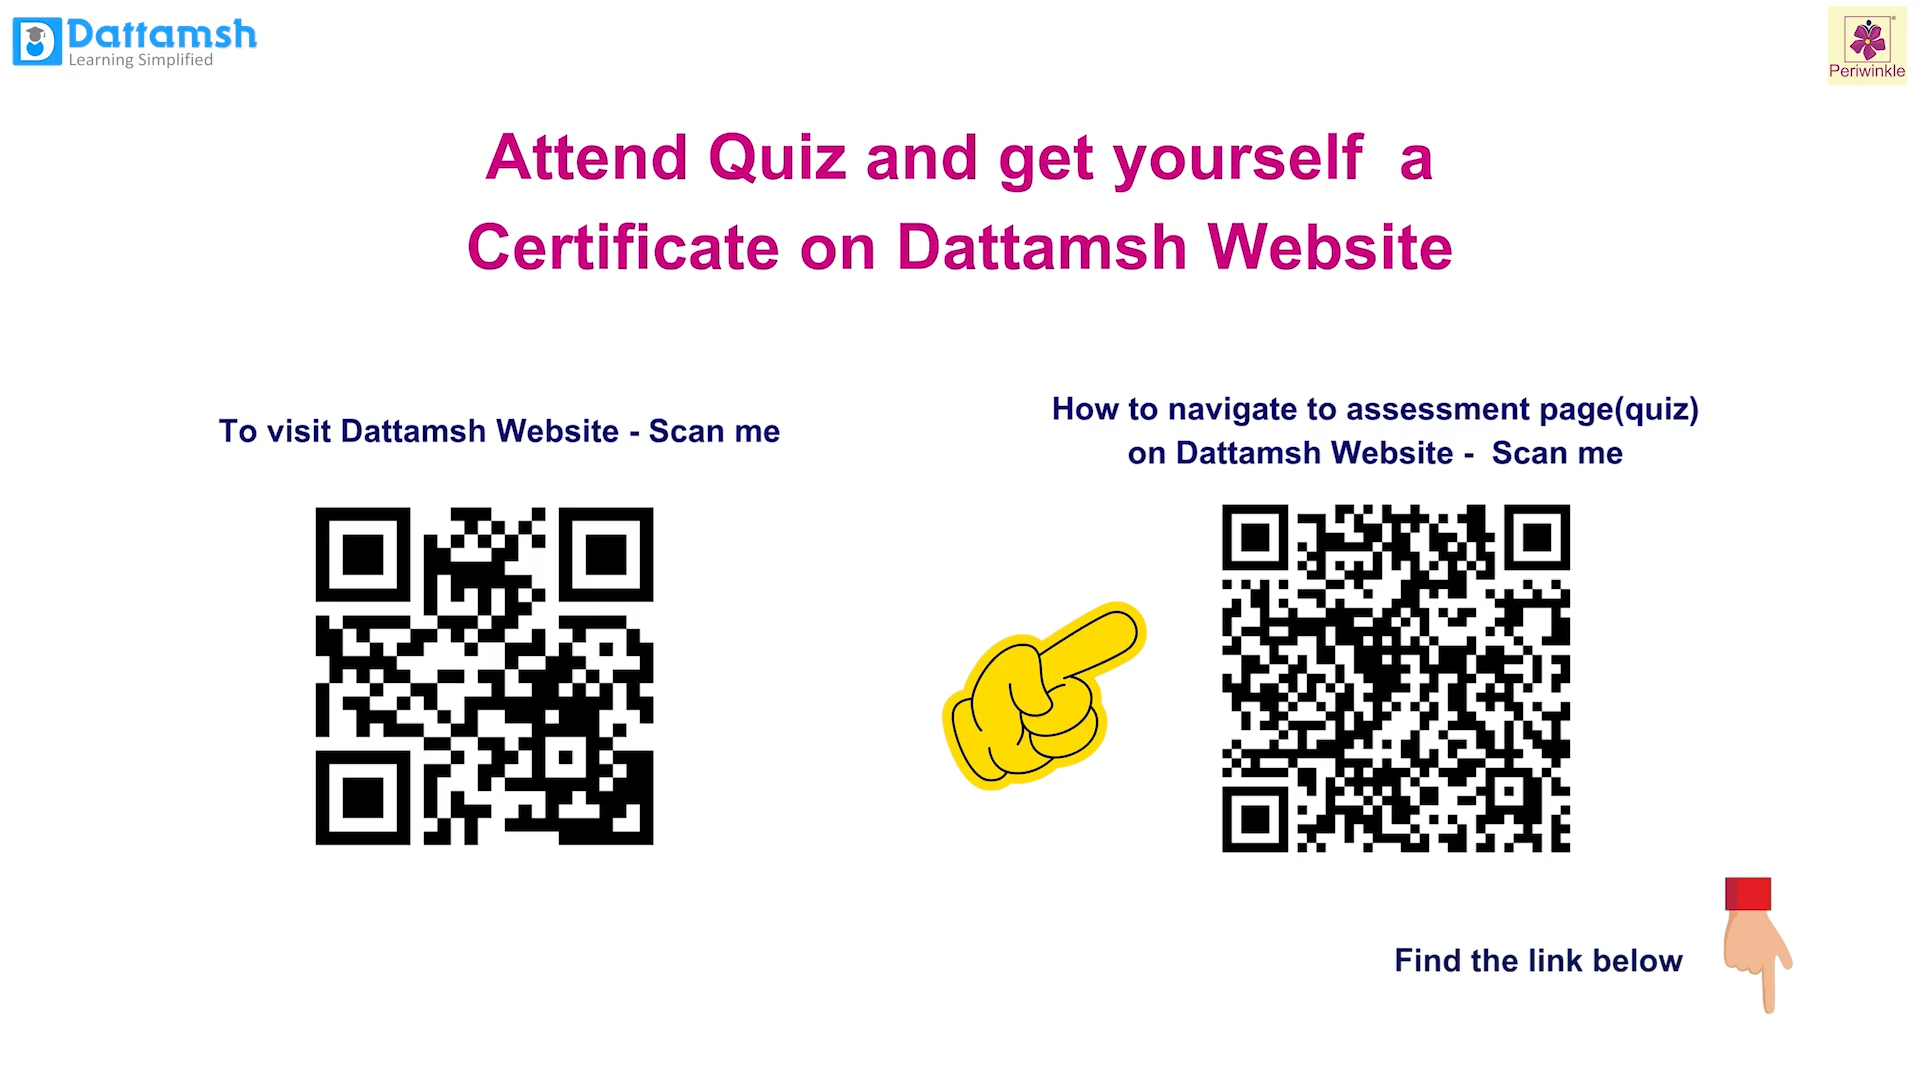 Dattamsh
Learning Simplified
Periwinkle
Attend Quiz and get yourself  a
Certificate on Dattamsh Website
To visit Dattamsh Website - Scan me
How to navigate to assessment page(quiz)
on Dattamsh Website -  Scan me
Find the link below